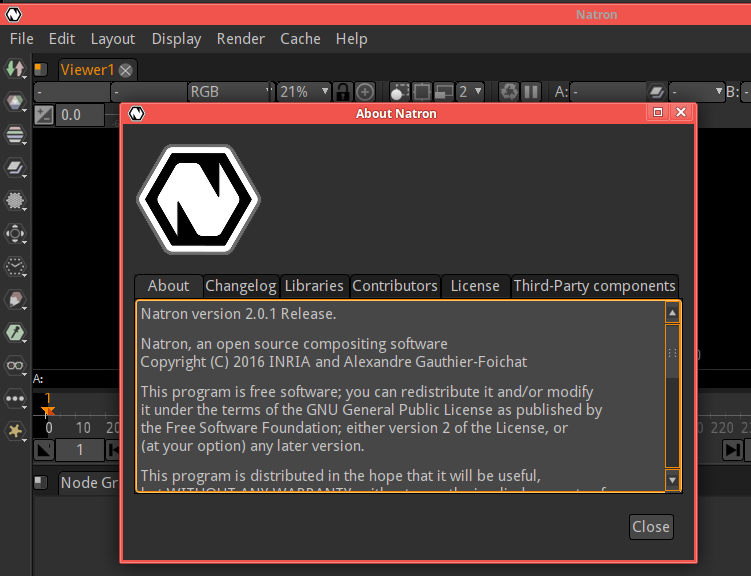 Natron
File Edit Layout Display Render Cache Help
Viewer1
- - RGB 21% 2 A: - - B: -
0.0
About Natron
About Changelog Libraries Contributors License Third-Party components
Natron version 2.0.1 Release.
Natron, an open source compositing software
Copyright (C) 2016 INRIA and Alexandre Gauthier-Foichat
This program is free software; you can redistribute it and/or modify
it under the terms of the GNU General Public License as published by
the Free Software Foundation; either version 2 of the License, or
(at your option) any later version.
This program is distributed in the hope that it will be useful,
but WITHOUT ANY WARRANTY
A:
1
0 10 220
1
Node Gr
Close